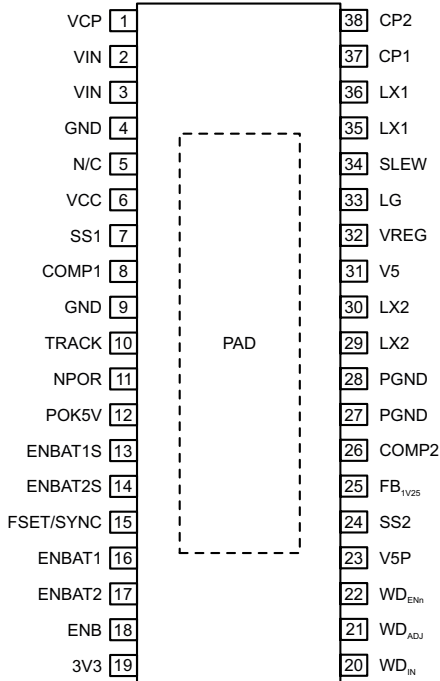 VCP 1
VIN 2
VIN 3
GND 4
N/C 5
VCC 6
SS1 7
COMP1 8
GND 9
TRACK 10
NPOR 11
POK5V 12
ENBAT1S 13
ENBAT2S 14
FSET/SYNC 15
ENBAT1 16
ENBAT2 17
ENB 18
3V3 19
PAD
38 CP2
37 CP1
36 LX1
35 LX1
34 SLEW
33 LG
32 VREG
31 V5
30 LX2
29 LX2
28 PGND
27 PGND
26 COMP2
25 FB1V25
24 SS2
23 V5P
22 WDENn
21 WDADJ
20 WDIN